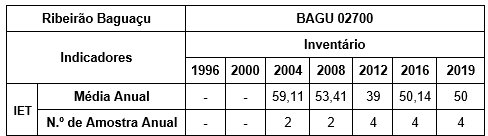 Ribeirão Baguaçu BAGU 02700
Indicadores Inventário
1996 2000 2004 2008 2012 2016 2019
IET Média Anual - - 59,11 53,41 39 50,14 50
N.º de Amostra Anual - - 2 2 4 4 4